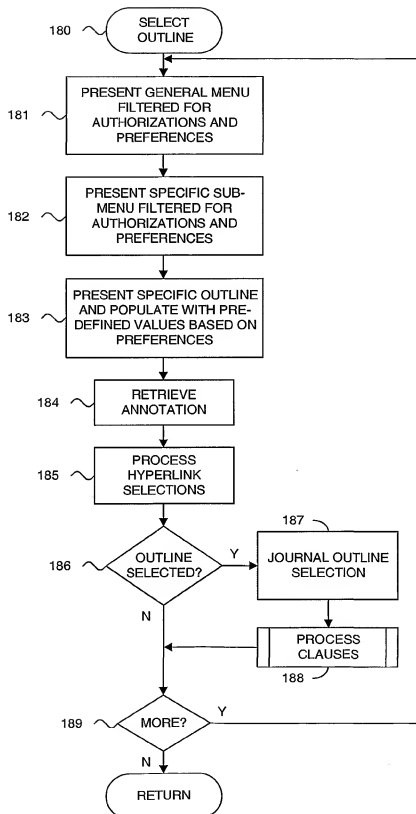 180
SELECT
OUTLINE
181
PRESENT GENERAL MENU
FILTERED FOR
AUTHORIZATIONS AND
PREFERENCES
182
PRESENT SPECIFIC SUB-
MENU FILTERED FOR
AUTHORIZATIONS AND
PREFERENCES
183
PRESENT SPECIFIC OUTLINE
AND POPULATE WITH PRE-
DEFINED VALUES BASED ON
PREFERENCES
184
RETRIEVE
ANNOTATION
185
PROCESS
HYPERLINK
SELECTIONS
186
OUTLINE
SELECTED?
Y
N
187
JOURNAL OUTLINE
SELECTION
PROCESS
CLAUSES
188
189
MORE?
Y
N
RETURN